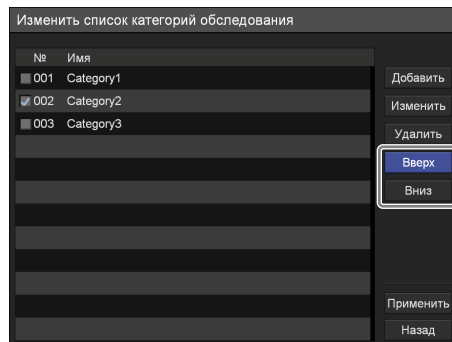 Изменить список категорий обследования
№ Имя
001 Category1
002 Category2
003 Category3
Добавить
Изменить
Удалить
Вверх
Вниз
Применить
Назад